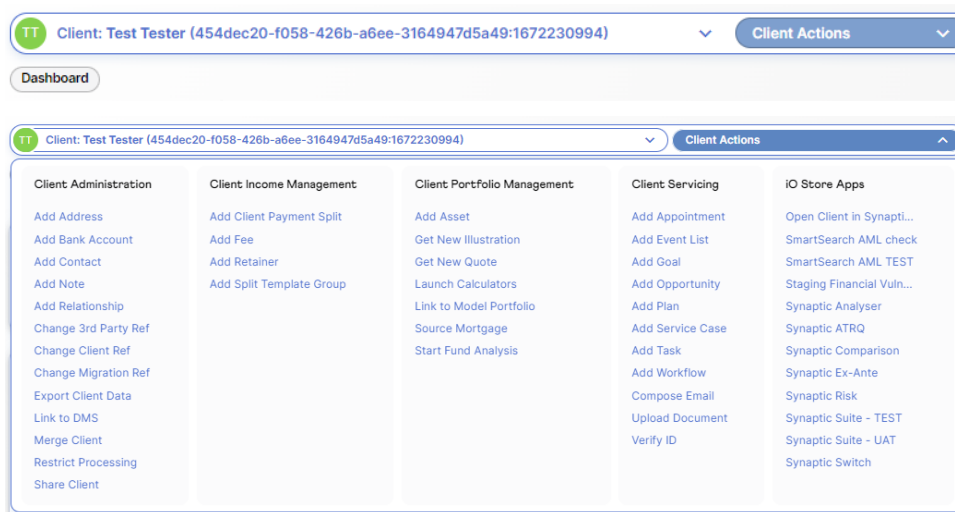 TT Client: Test Tester (454dec20-f058-426b-a6ee-3164947d5a49:1672230994) Client Actions
Dashboard
TT Client: Test Tester (454dec20-f058-426b-a6ee-3164947d5a49:1672230994) Client Actions
Client Administration
Add Address
Add Bank Account
Add Contact
Add Note
Add Relationship
Change 3rd Party Ref
Change Client Ref
Change Migration Ref
Export Client Data
Link to DMS
Merge Client
Restrict Processing
Share Client
Client Income Management
Add Client Payment Split
Add Fee
Add Retainer
Add Split Template Group
Client Portfolio Management
Add Asset
Get New Illustration
Get New Quote
Launch Calculators
Link to Model Portfolio
Source Mortgage
Start Fund Analysis
Client Servicing
Add Appointment
Add Event List
Add Goal
Add Opportunity
Add Plan
Add Service Case
Add Task
Add Workflow
Compose Email
Upload Document
Verify ID
iO Store Apps
Open Client in Synapti...
SmartSearch AML check
SmartSearch AML TEST
Staging Financial Vuln...
Synaptic Analyser
Synaptic ATRQ
Synaptic Comparison
Synaptic Ex-Ante
Synaptic Risk
Synaptic Suite - TEST
Synaptic Suite - UAT
Synaptic Switch